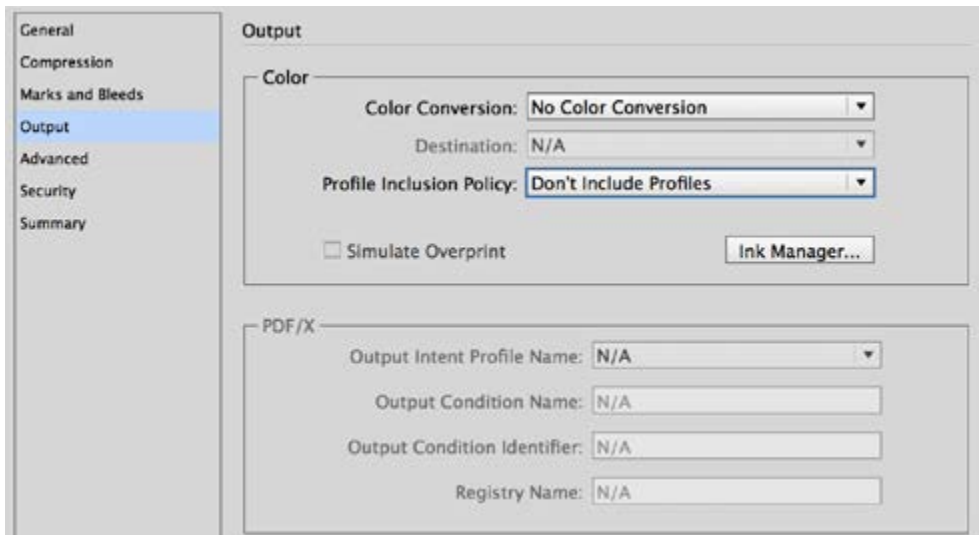 General
Compression
Marks and Bleeds
Output
Advanced
Security
Summary
Output
Color
Color Conversion: No Color Conversion
Destination: N/A
Profile Inclusion Policy: Don't Include Profiles
Simulate Overprint
Ink Manager...
PDF/X
Output Intent Profile Name: N/A
Output Condition Name: N/A
Output Condition Identifier: N/A
Registry Name: N/A